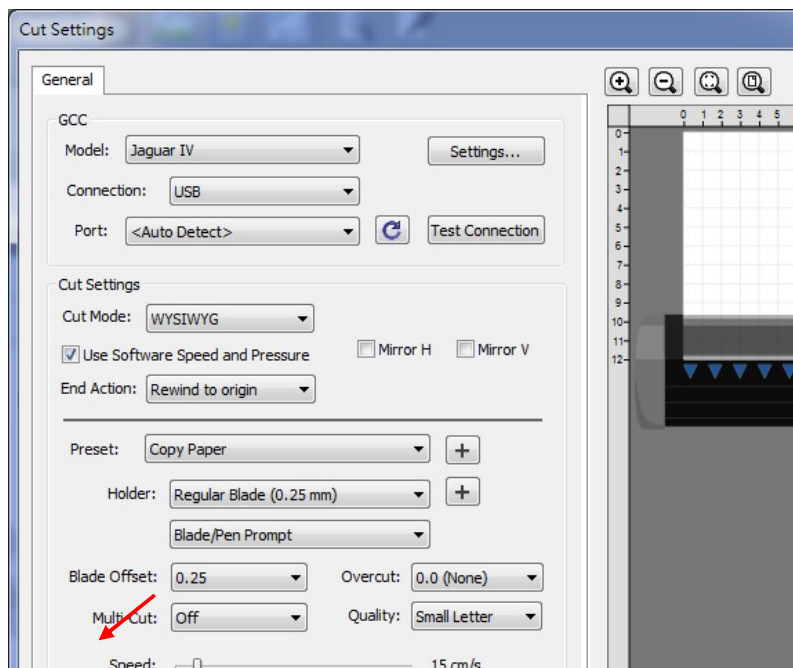 Cut Settings
General
GCC
Model: Jaguar IV Settings...
Connection: USB
Port: <Auto Detect> Test Connection
Cut Settings
Cut Mode: WYSIWYG
Use Software Speed and Pressure Mirror H Mirror V
End Action: Rewind to origin
Preset: Copy Paper +
Holder: Regular Blade (0.25 mm) +
Blade/Pen Prompt
Blade Offset: 0.25 Overcut: 0.0 (None)
Multi Cut: Off Quality: Small Letter
Speed: 15 cm/s
0 1 2 3 4 5
0
1
2
3
4
5
6
7
8
9
10
11
12